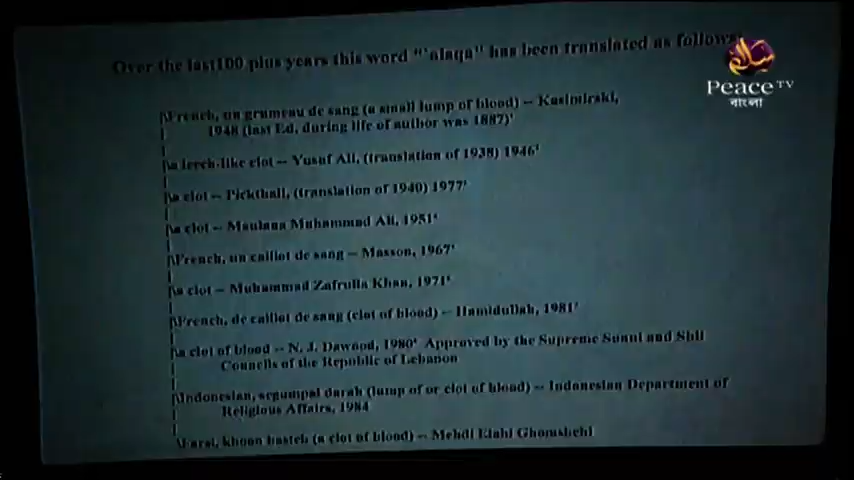 Over the last100 plus years this word "'alaqa" has been translated as follows:
سلام
Peace TV
বাংলা
\French, un grumeau de sang (a small lump of blood) -- Kasimirski,
1948 (last Ed, during life of author was 1887)'
\a leech-like clot -- Yusuf Ali, (translation of 1938) 1946'
\a clot -- Pickthall, (translation of 1940) 1977'
\a clot -- Maulana Muhammad Ali, 1951'
\French, un caillot de sang -- Masson, 1967'
\a clot -- Muhammad Zafrulla Khan, 1971'
\French, de caillot de sang (clot of blood) -- Hamidullah, 1981'
\a clot of blood -- N. J. Dawood, 1980' Approved by the Supreme Sunni and Shii
Councils of the Republic of Lebanon
\Indonesian, segumpal darah (lump of or clot of blood) -- Indonesian Department of
Religious Affairs, 1984
\Farsi, khoon basteh (a clot of blood) -- Mehdi Elahi Ghomshehi